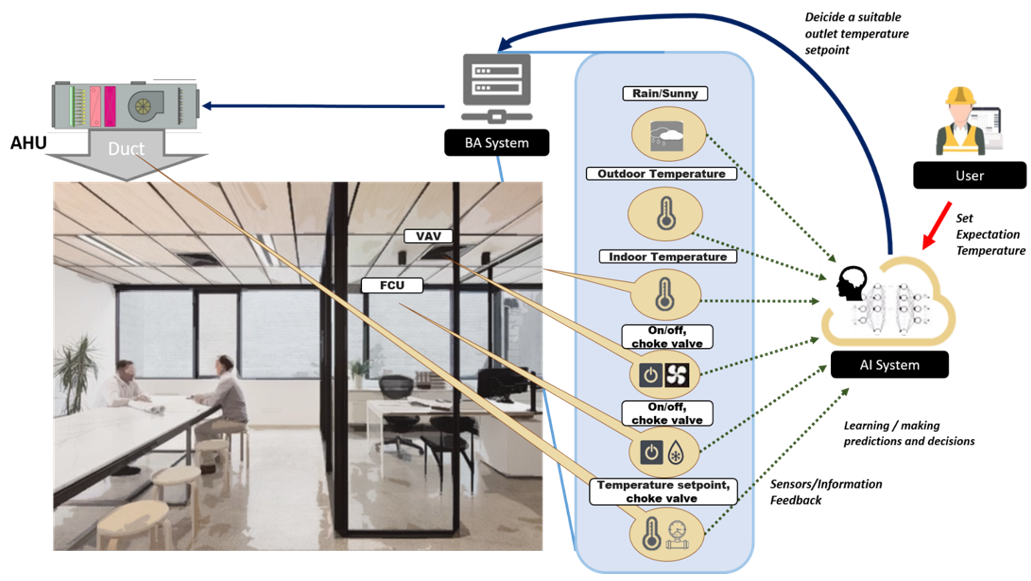 Deicide a suitable
outlet temperature
setpoint
Rain/Sunny
AHU
Duct
BA System
User
Outdoor Temperature
Set
Expectation
Temperature
VAV
Indoor Temperature
FCU
On/off,
choke valve
AI System
On/off,
choke valve
Learning / making
predictions and decisions
Temperature setpoint,
choke valve
Sensors/Information
Feedback